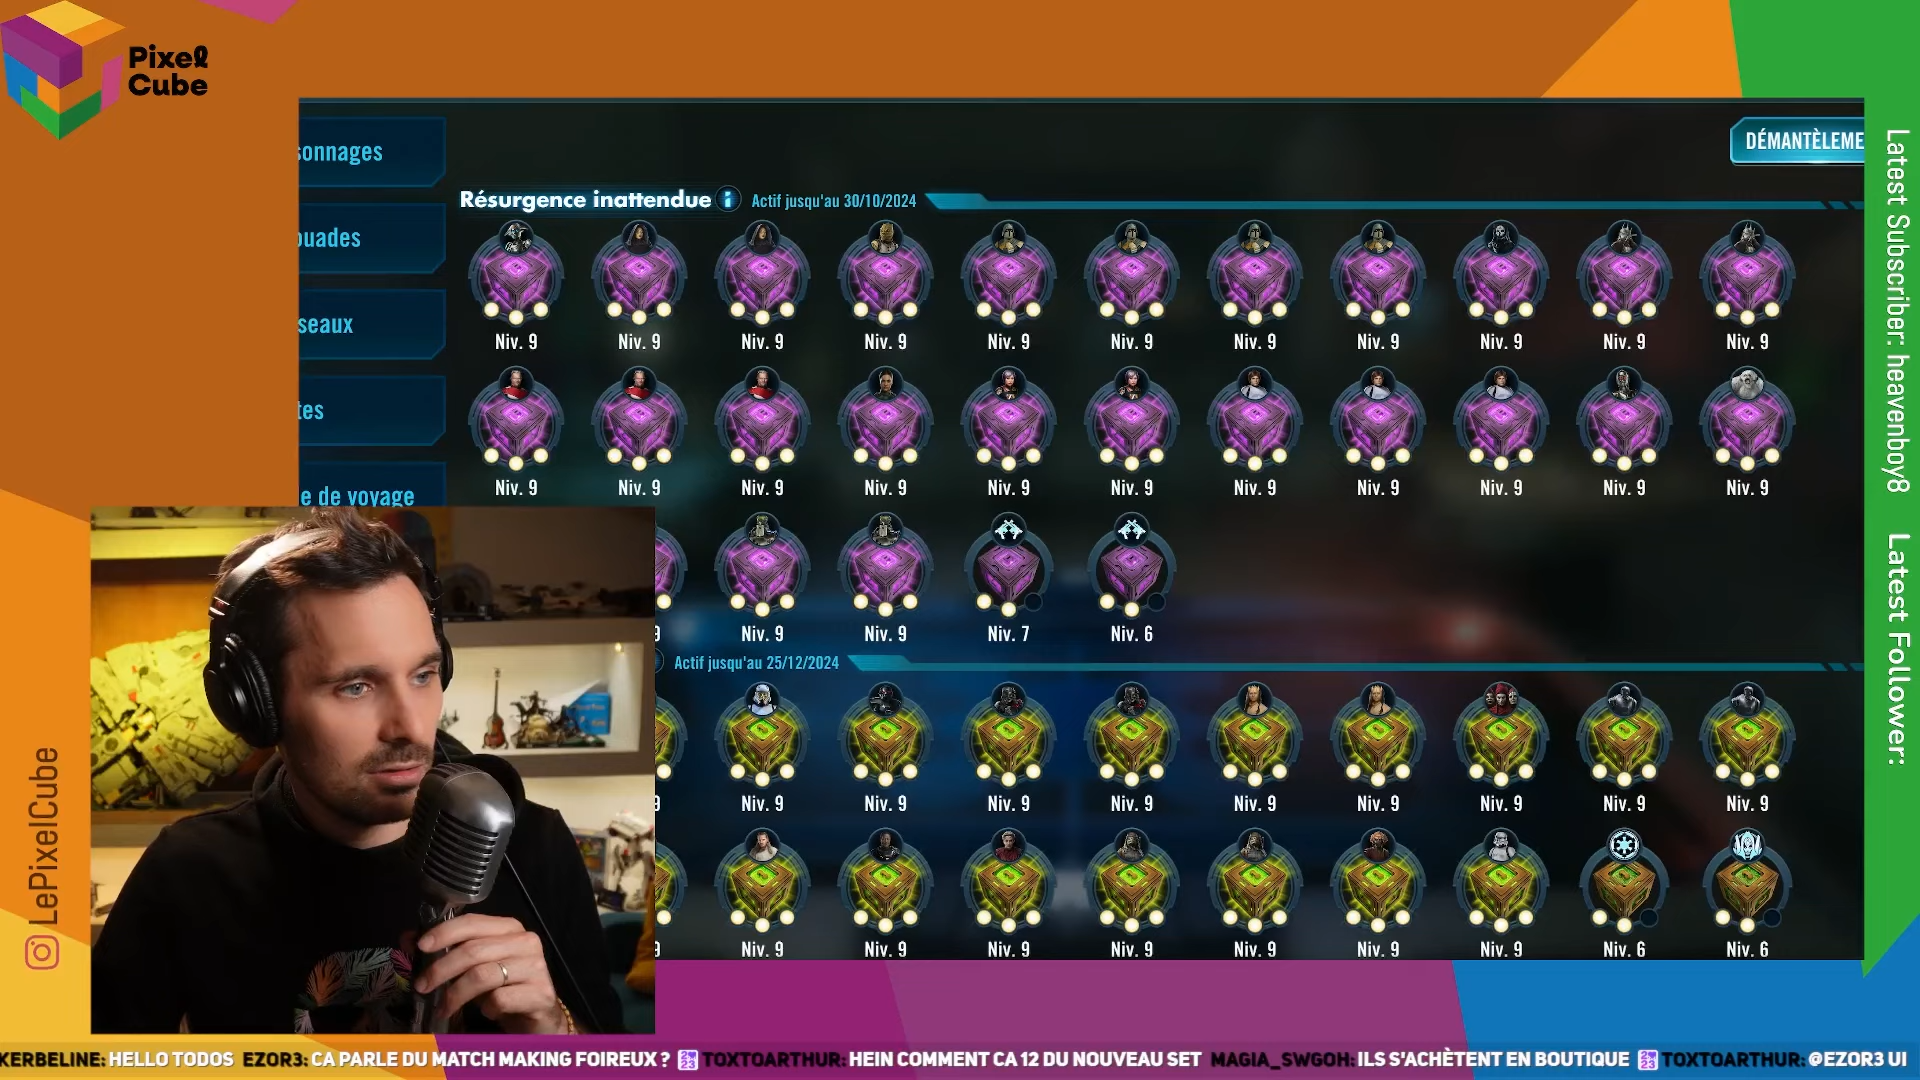 Pixel
Cube
sonnages
ouades
seaux
tes
e de voyage
DÉMANTÈLEME
Résurgence inattendue i Actif jusqu'au 30/10/2024
Niv. 9 Niv. 9 Niv. 9 Niv. 9 Niv. 9 Niv. 9 Niv. 9 Niv. 9 Niv. 9 Niv. 9 Niv. 9
Niv. 9 Niv. 9 Niv. 9 Niv. 9 Niv. 9 Niv. 9 Niv. 9 Niv. 9 Niv. 9 Niv. 9 Niv. 9
9 Niv. 9 Niv. 9 Niv. 7 Niv. 6
Actif jusqu'au 25/12/2024
9 Niv. 9 Niv. 9 Niv. 9 Niv. 9 Niv. 9 Niv. 9 Niv. 9 Niv. 9 Niv. 9
9 Niv. 9 Niv. 9 Niv. 9 Niv. 9 Niv. 9 Niv. 9 Niv. 9 Niv. 6 Niv. 6
LePixelCube
Latest Subscriber: heavenboy8 Latest Follower:
KERBELINE: HELLO TODOS EZOR3: CA PARLE DU MATCH MAKING FOIREUX ? 2023 TOXTOARTHUR: HEIN COMMENT CA 12 DU NOUVEAU SET MAGIA_SWGOH: ILS S'ACHÈTENT EN BOUTIQUE 2023 TOXTOARTHUR: @EZOR3 UI